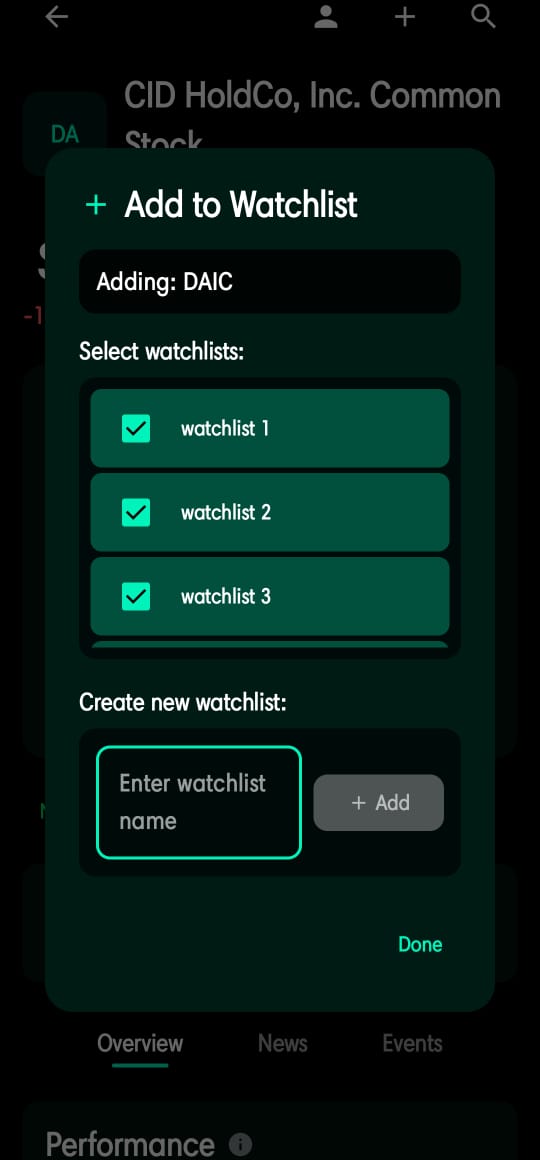 CID HoldCo, Inc. Common
DA
Stock
+ Add to Watchlist
Adding: DAIC
-1
Select watchlists:
watchlist 1
watchlist 2
watchlist 3
Create new watchlist:
Enter watchlist
name
+ Add
Done
Overview News Events
Performance